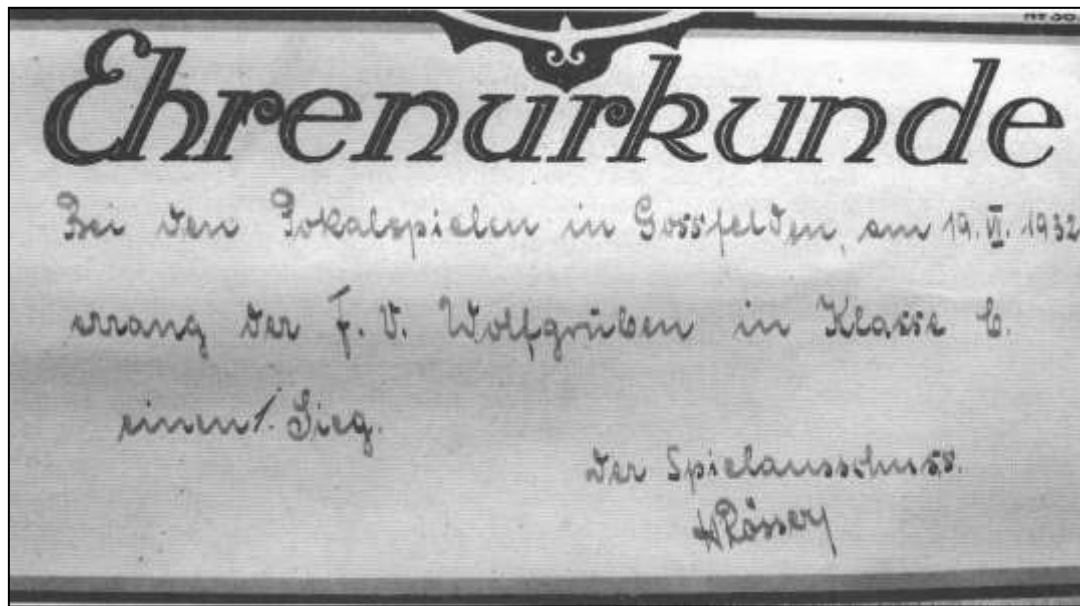 Ehrenurkunde
Bei den Pokalspielen in Gossfelden, am 19. VI. 1932
errang der F. V. Wolfgruben in Klasse C.
einen 1. Sieg.
Der Spielausschuss.